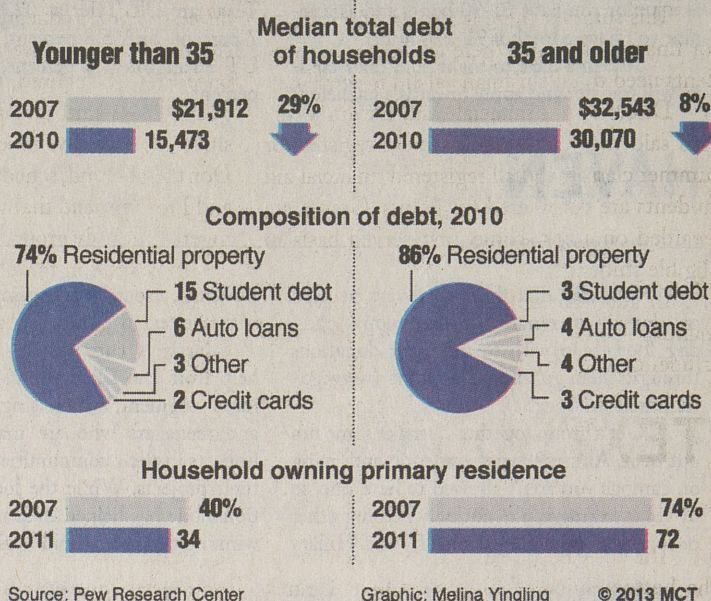 Median total debt
of households
Younger than 35
2007 $21,912 29%
2010 15,473
35 and older
2007 $32,543 8%
2010 30,070
Composition of debt, 2010
74% Residential property
15 Student debt
6 Auto loans
3 Other
2 Credit cards
86% Residential property
3 Student debt
4 Auto loans
4 Other
3 Credit cards
Household owning primary residence
2007 40%
2011 34
2007 74%
2011 72
Source: Pew Research Center
Graphic: Melina Yingling © 2013 MCT